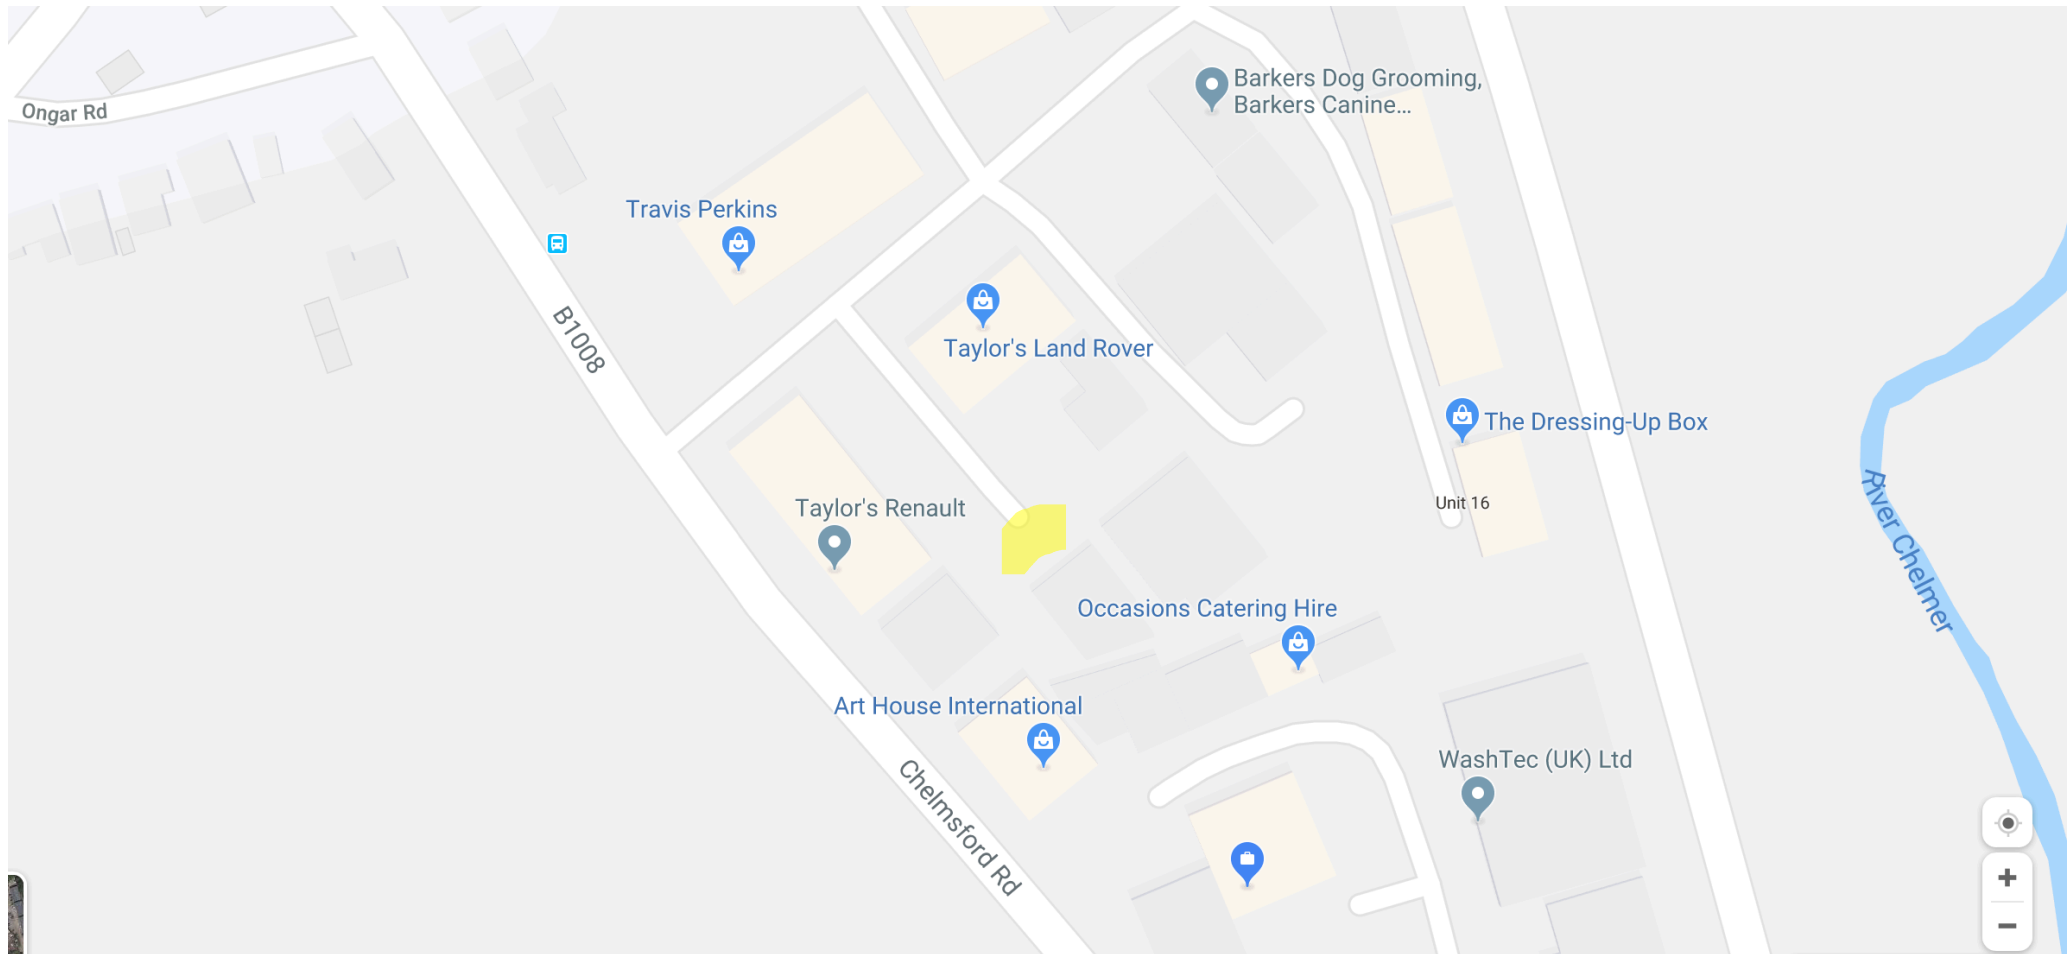 Ongar Rd
Barkers Dog Grooming,
Barkers Canine...
Travis Perkins
B1008
Taylor's Land Rover
The Dressing-Up Box
Unit 16
Taylor's Renault
River Chelmer
Occasions Catering Hire
Art House International
Chelmsford Rd
WashTec (UK) Ltd
+
−